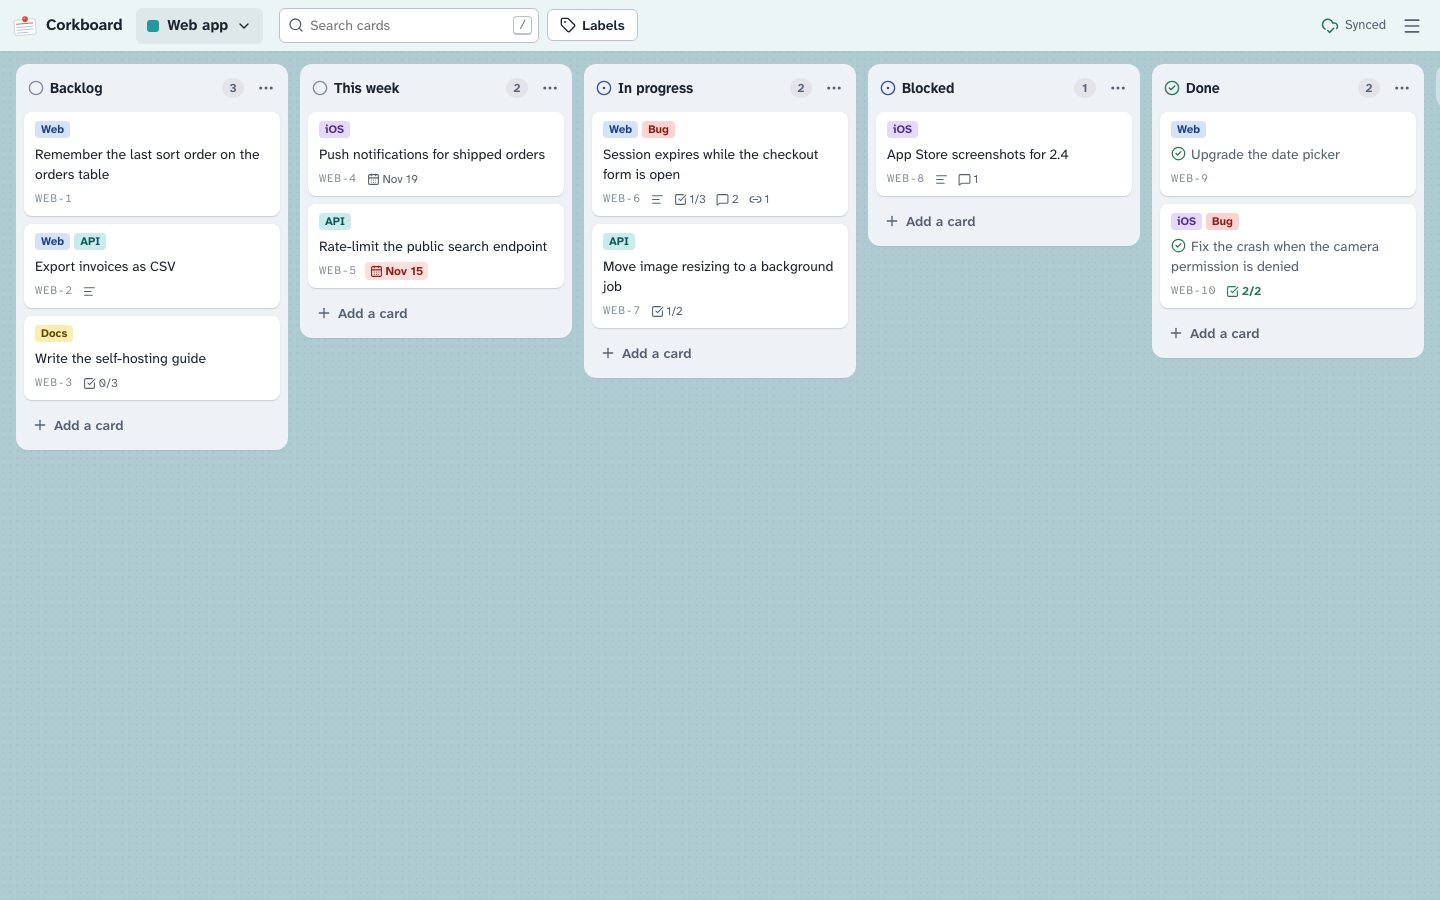 Corkboard
Web app
Search cards
/
Labels
Synced
Backlog
3
Web
Remember the last sort order on the
orders table
WEB-1
Web API
Export invoices as CSV
WEB-2
Docs
Write the self-hosting guide
WEB-3 0/3
Add a card
This week
2
iOS
Push notifications for shipped orders
WEB-4 Nov 19
API
Rate-limit the public search endpoint
WEB-5 Nov 15
Add a card
In progress
2
Web Bug
Session expires while the checkout
form is open
WEB-6 1/3 2 1
API
Move image resizing to a background
job
WEB-7 1/2
Add a card
Blocked
1
iOS
App Store screenshots for 2.4
WEB-8 1
Add a card
Done
2
Web
Upgrade the date picker
WEB-9
iOS Bug
Fix the crash when the camera
permission is denied
WEB-10 2/2
Add a card